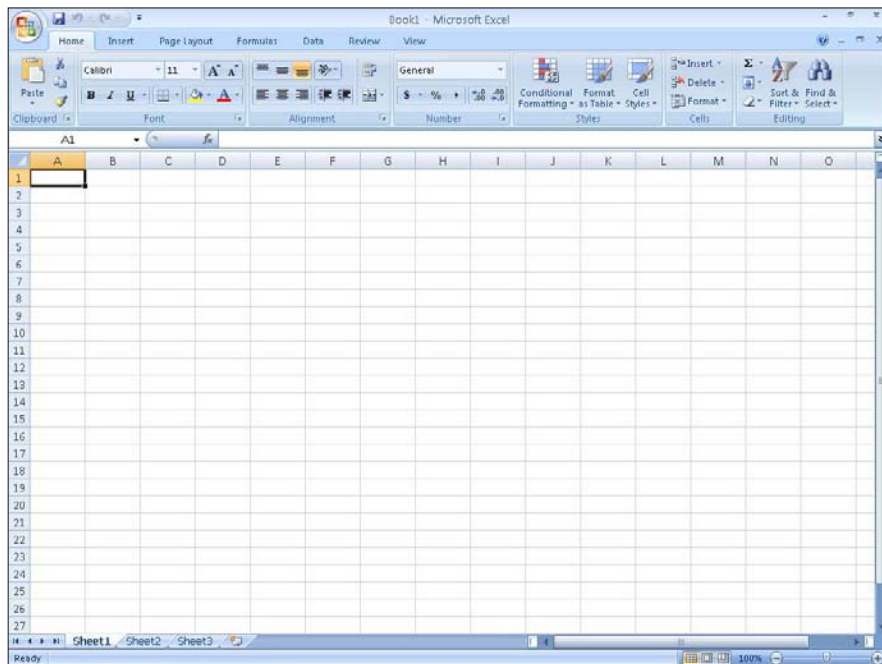 Book1 - Microsoft Excel
Home Insert Page Layout Formulas Data Review View
Calibri 11 A A General Insert Σ
Paste Conditional Format Cell Delete Sort & Find &
B I U A $ % , .00 .00 Formatting as Table Styles Format Filter Select
Clipboard Font Alignment Number Styles Cells Editing
A1 fx
A B C D E F G H I J K L M N O
1
2
3
4
5
6
7
8
9
10
11
12
13
14
15
16
17
18
19
20
21
22
23
24
25
26
27
Sheet1 Sheet2 Sheet3
Ready 100%